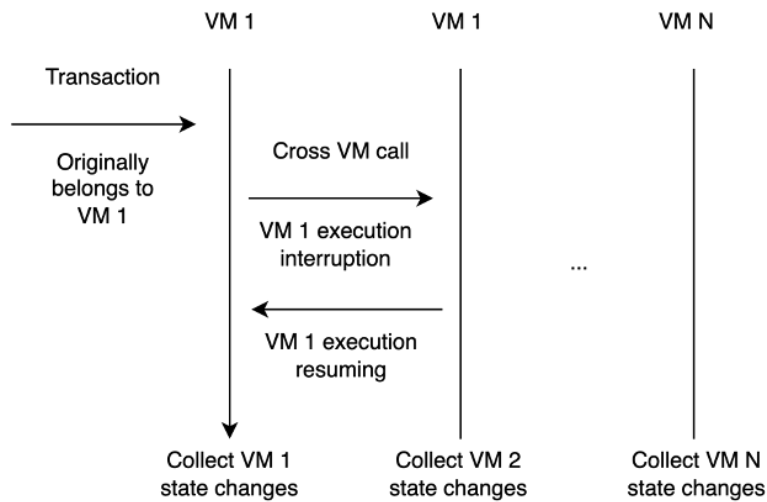 VM 1
VM 1
VM N
Transaction
Originally
belongs to
VM 1
Cross VM call
VM 1 execution
interruption
...
VM 1 execution
resuming
Collect VM 1
state changes
Collect VM 2
state changes
Collect VM N
state changes